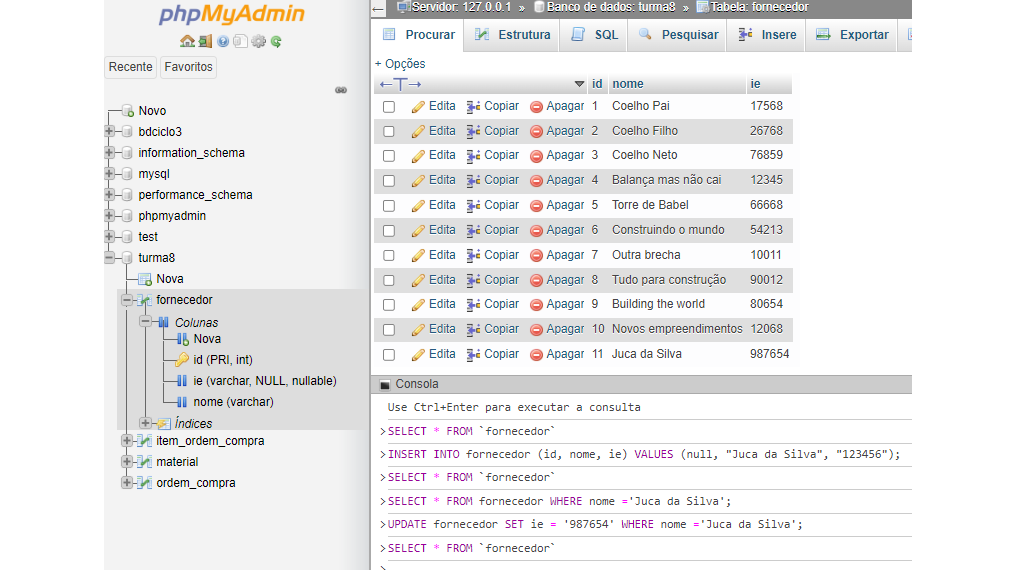 phpMyAdmin
Recente Favoritos
Novo
bdciclo3
information_schema
mysql
performance_schema
phpmyadmin
test
turma8
Nova
fornecedor
Colunas
Nova
id (PRI, int)
ie (varchar, NULL, nullable)
nome (varchar)
Índices
item_ordem_compra
material
ordem_compra
Servidor: 127.0.0.1 » Banco de dados: turma8 » Tabela: fornecedor
Procurar Estrutura SQL Pesquisar Insere Exportar
+ Opções
←T→ id nome ie
Edita Copiar Apagar 1 Coelho Pai 17568
Edita Copiar Apagar 2 Coelho Filho 26768
Edita Copiar Apagar 3 Coelho Neto 76859
Edita Copiar Apagar 4 Balança mas não cai 12345
Edita Copiar Apagar 5 Torre de Babel 66668
Edita Copiar Apagar 6 Construindo o mundo 54213
Edita Copiar Apagar 7 Outra brecha 10011
Edita Copiar Apagar 8 Tudo para construção 90012
Edita Copiar Apagar 9 Building the world 80654
Edita Copiar Apagar 10 Novos empreendimentos 12068
Edita Copiar Apagar 11 Juca da Silva 987654
Consola
Use Ctrl+Enter para executar a consulta
>SELECT * FROM `fornecedor`
>INSERT INTO fornecedor (id, nome, ie) VALUES (null, "Juca da Silva", "123456");
>SELECT * FROM `fornecedor`
>SELECT * FROM fornecedor WHERE nome ='Juca da Silva';
>UPDATE fornecedor SET ie = '987654' WHERE nome ='Juca da Silva';
>SELECT * FROM `fornecedor`
>